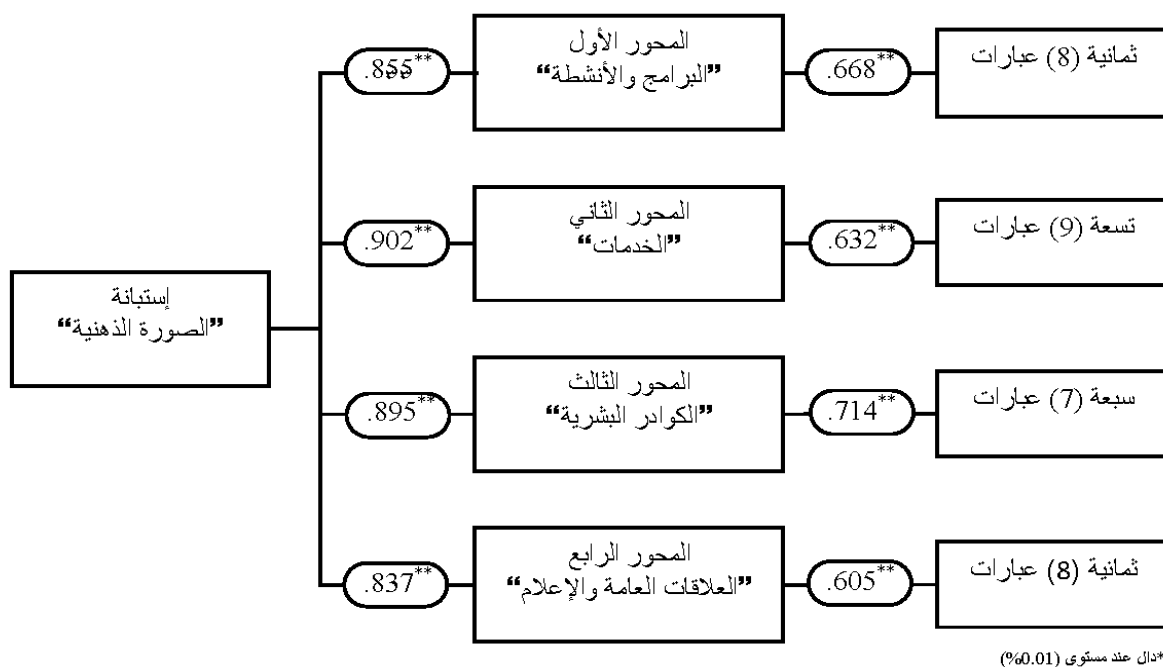 ثمانية (8) عبارات
.668**
المحور الأول
”البرامج والأنشطة“
.855**
تسعة (9) عبارات
.632**
المحور الثاني
”الخدمات“
.902**
إستبانة
”الصورة الذهنية“
سبعة (7) عبارات
.714**
المحور الثالث
”الكوادر البشرية“
.895**
ثمانية (8) عبارات
.605**
المحور الرابع
”العلاقات العامة والإعلام“
.837**
*دال عند مستوى (0.01%)